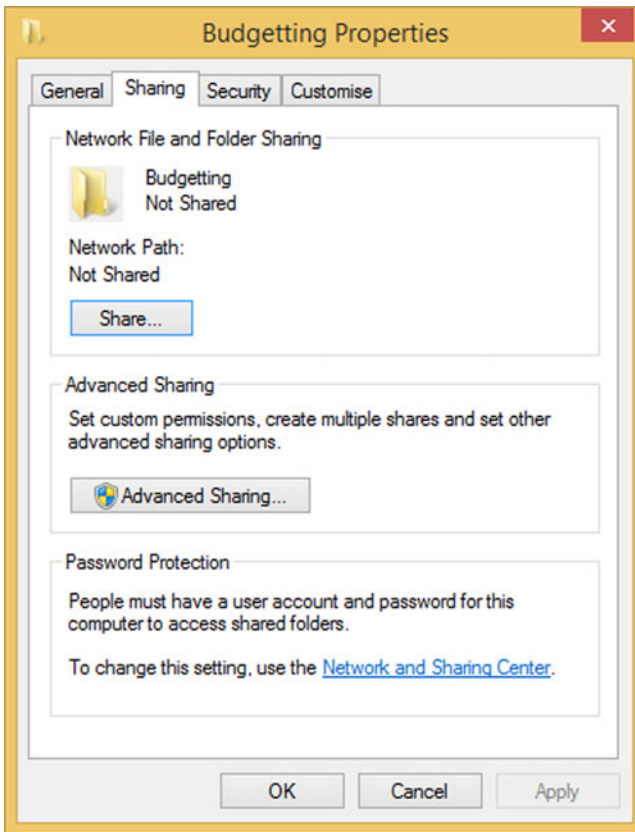 Budgetting Properties
General
Sharing
Security
Customise
Network File and Folder Sharing
Budgetting
Not Shared
Network Path:
Not Shared
Share...
Advanced Sharing
Set custom permissions, create multiple shares and set other
advanced sharing options.
Advanced Sharing...
Password Protection
People must have a user account and password for this
computer to access shared folders.
To change this setting, use the Network and Sharing Center.
OK
Cancel
Apply